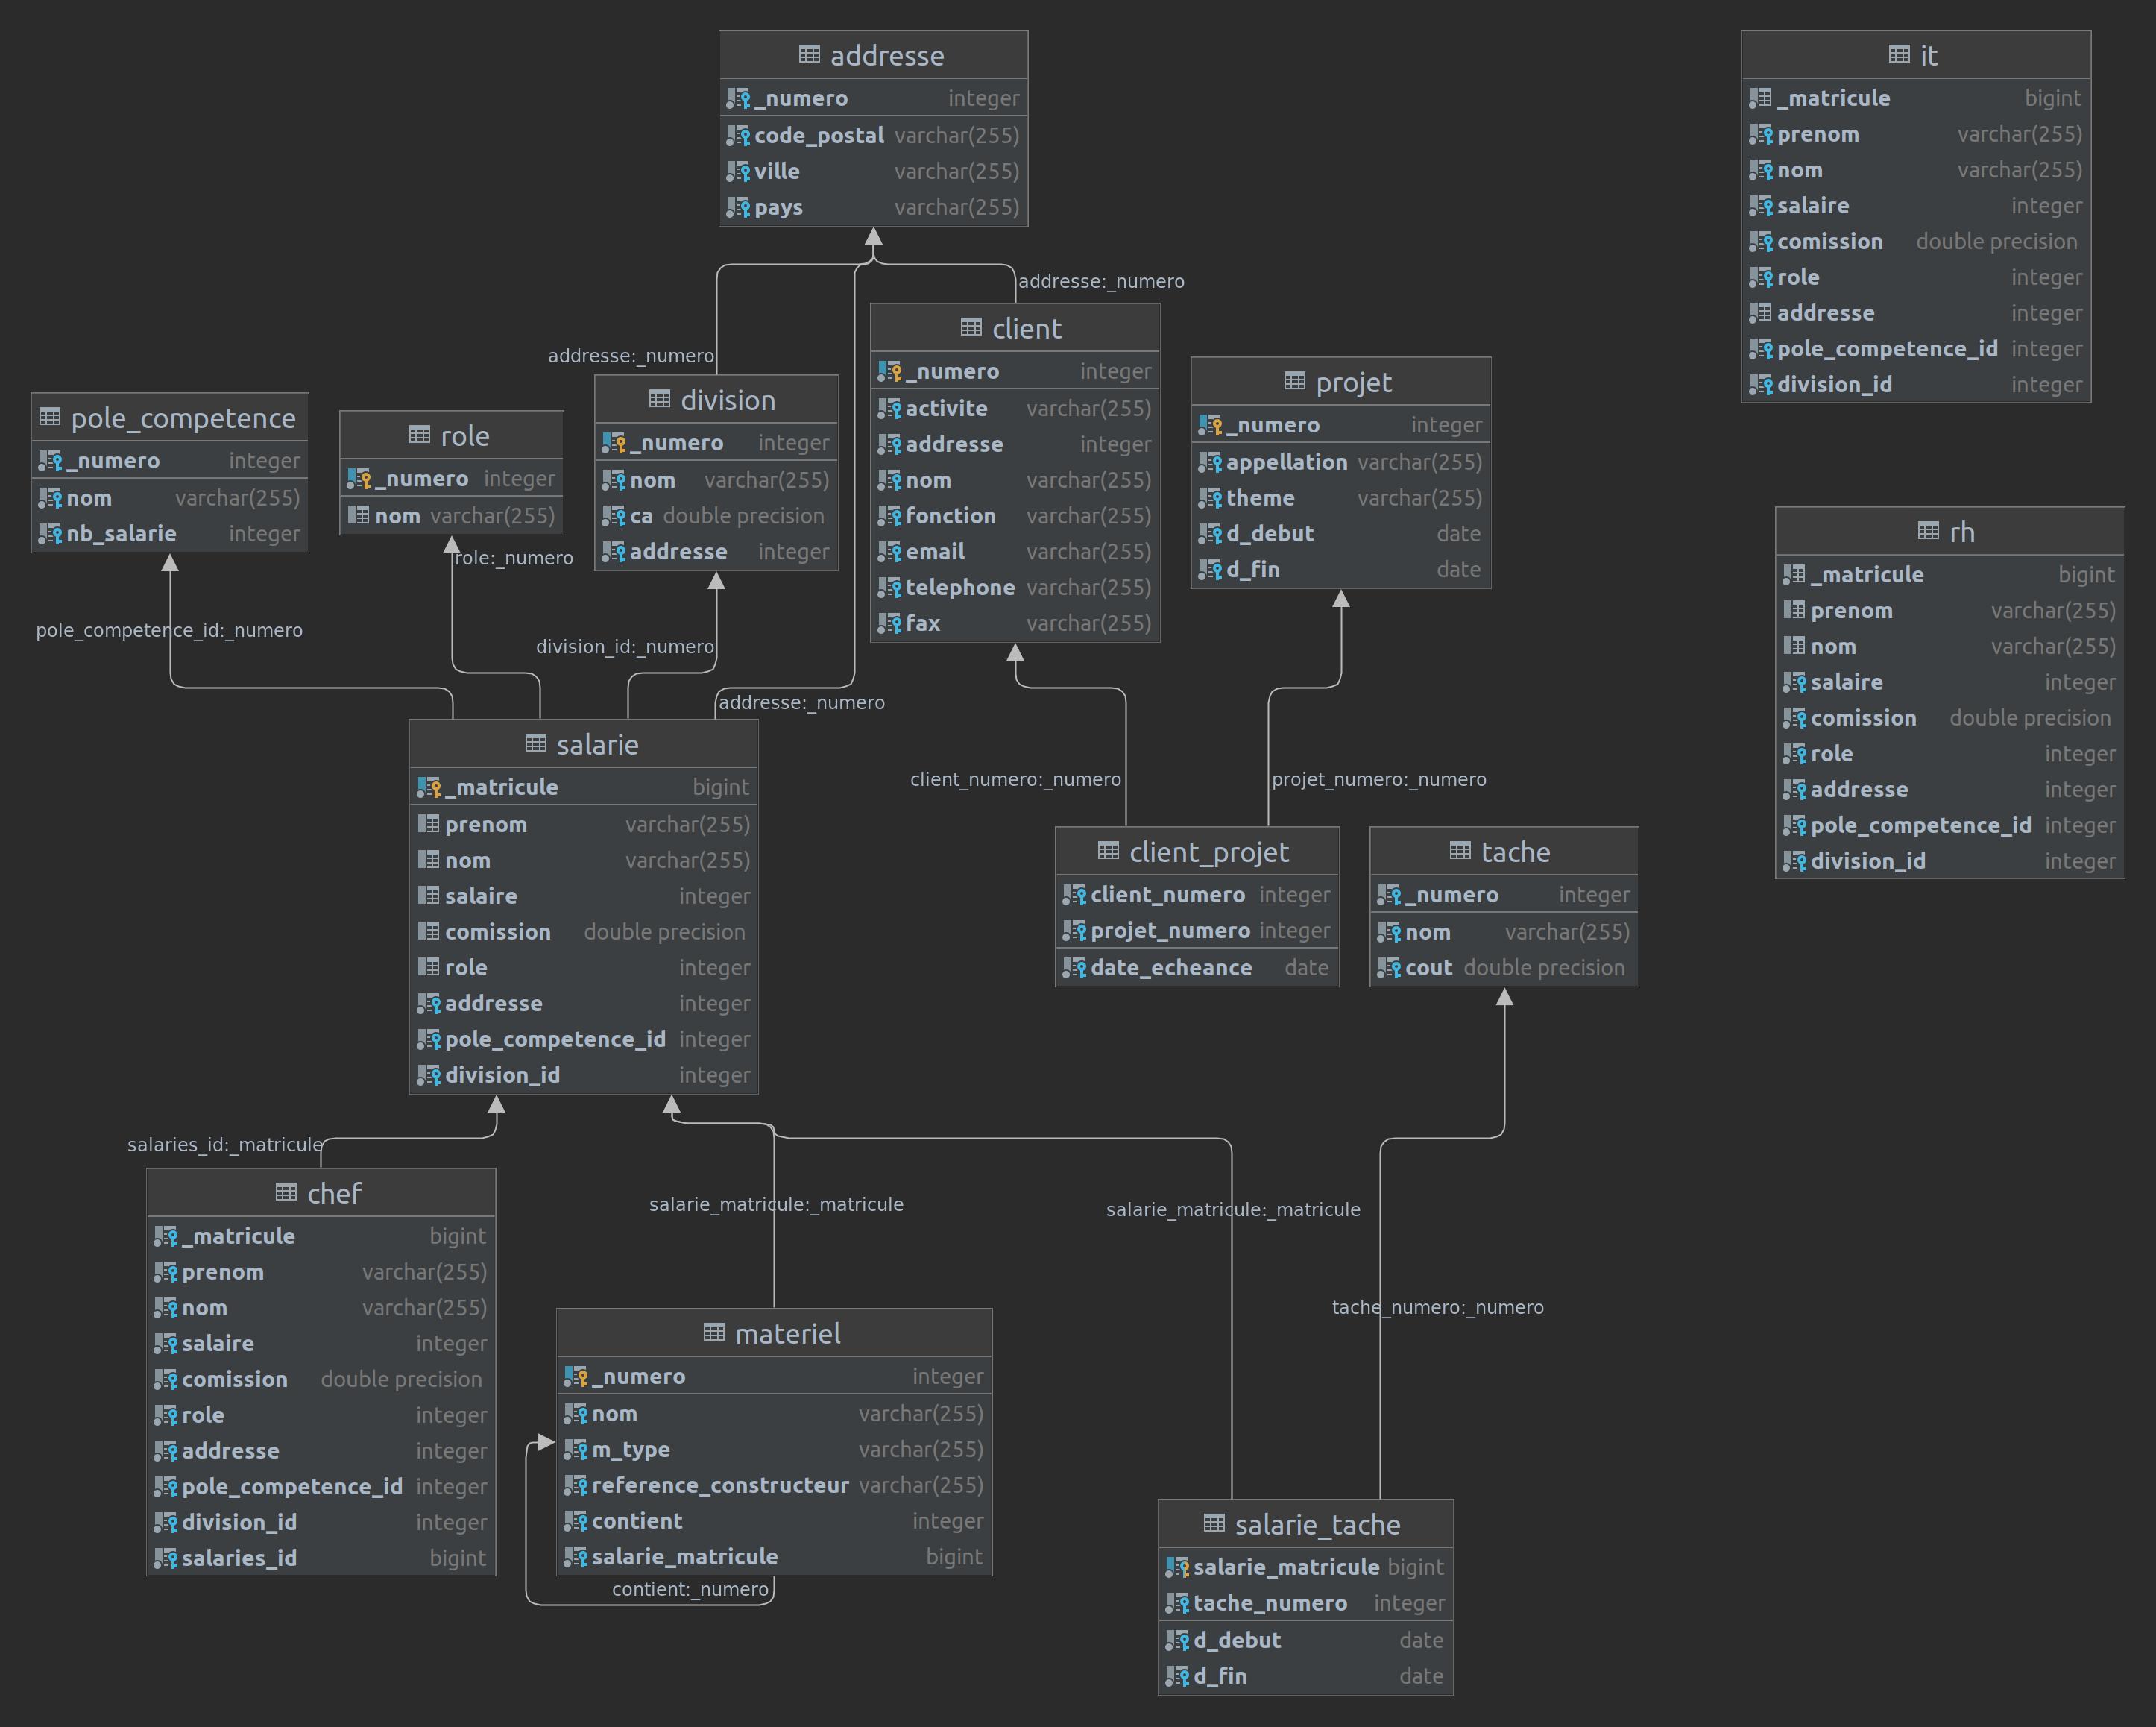 addresse
_numero integer
code_postal varchar(255)
ville varchar(255)
pays varchar(255)
it
_matricule bigint
prenom varchar(255)
nom varchar(255)
salaire integer
comission double precision
role integer
addresse integer
pole_competence_id integer
division_id integer
addresse:_numero
addresse:_numero
client
_numero integer
activite varchar(255)
addresse integer
nom varchar(255)
fonction varchar(255)
email varchar(255)
telephone varchar(255)
fax varchar(255)
projet
_numero integer
appellation varchar(255)
theme varchar(255)
d_debut date
d_fin date
pole_competence
_numero integer
nom varchar(255)
nb_salarie integer
role
_numero integer
nom varchar(255)
division
_numero integer
nom varchar(255)
ca double precision
addresse integer
rh
_matricule bigint
prenom varchar(255)
nom varchar(255)
salaire integer
comission double precision
role integer
addresse integer
pole_competence_id integer
division_id integer
role:_numero
pole_competence_id:_numero
division_id:_numero
addresse:_numero
salarie
_matricule bigint
prenom varchar(255)
nom varchar(255)
salaire integer
comission double precision
role integer
addresse integer
pole_competence_id integer
division_id integer
client_numero:_numero
projet_numero:_numero
client_projet
client_numero integer
projet_numero integer
date_echeance date
tache
_numero integer
nom varchar(255)
cout double precision
salaries_id:_matricule
salarie_matricule:_matricule
salarie_matricule:_matricule
tache_numero:_numero
chef
_matricule bigint
prenom varchar(255)
nom varchar(255)
salaire integer
comission double precision
role integer
addresse integer
pole_competence_id integer
division_id integer
salaries_id bigint
materiel
_numero integer
nom varchar(255)
m_type varchar(255)
reference_constructeur varchar(255)
contient integer
salarie_matricule bigint
contient:_numero
salarie_tache
salarie_matricule bigint
tache_numero integer
d_debut date
d_fin date